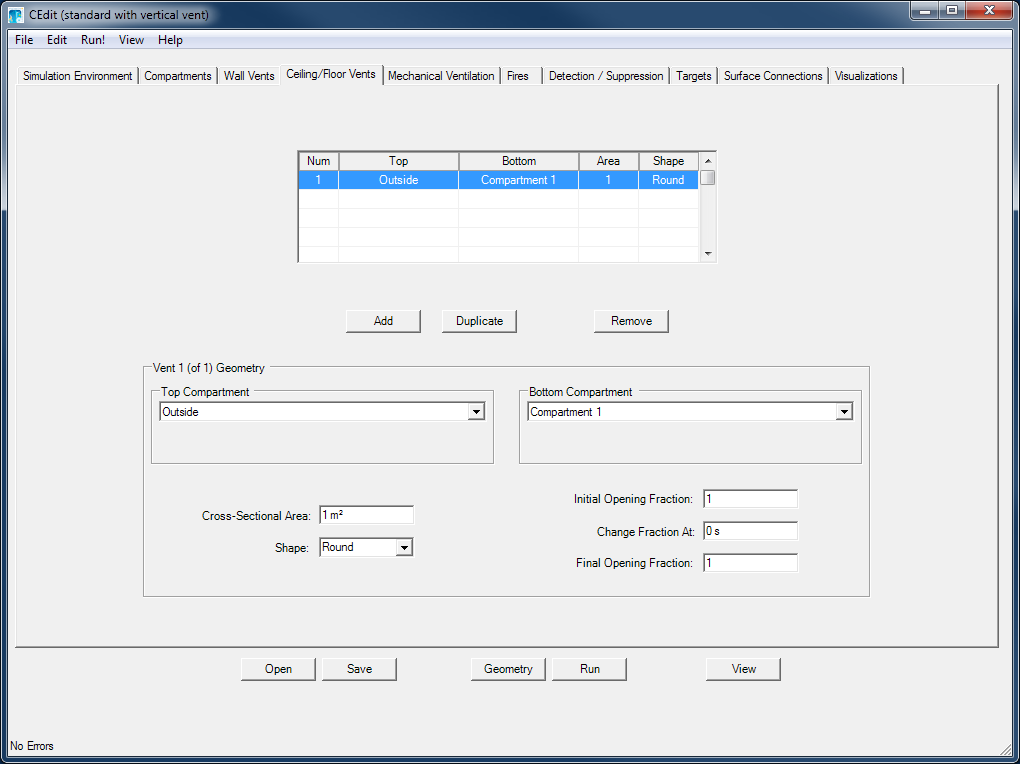 CEdit (standard with vertical vent)
File Edit Run! View Help
Simulation Environment Compartments Wall Vents Ceiling/Floor Vents Mechanical Ventilation Fires Detection / Suppression Targets Surface Connections Visualizations
Num Top Bottom Area Shape
1 Outside Compartment 1 1 Round
Add Duplicate Remove
Vent 1 (of 1) Geometry
Top Compartment Bottom Compartment
Outside Compartment 1
Initial Opening Fraction: 1
Cross-Sectional Area: 1 m²
Change Fraction At: 0 s
Shape: Round
Final Opening Fraction: 1
Open Save Geometry Run View
No Errors